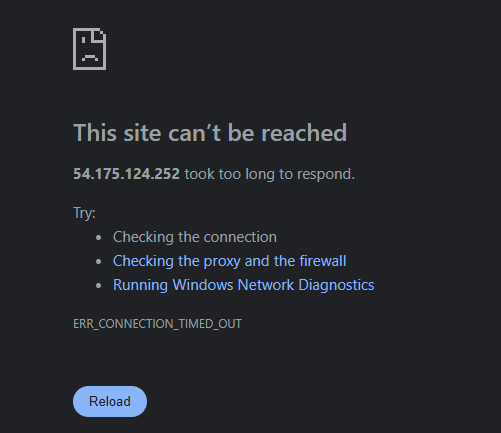 This site can’t be reached
54.175.124.252 took too long to respond.
Try:
• Checking the connection
• Checking the proxy and the firewall
• Running Windows Network Diagnostics
ERR_CONNECTION_TIMED_OUT
Reload